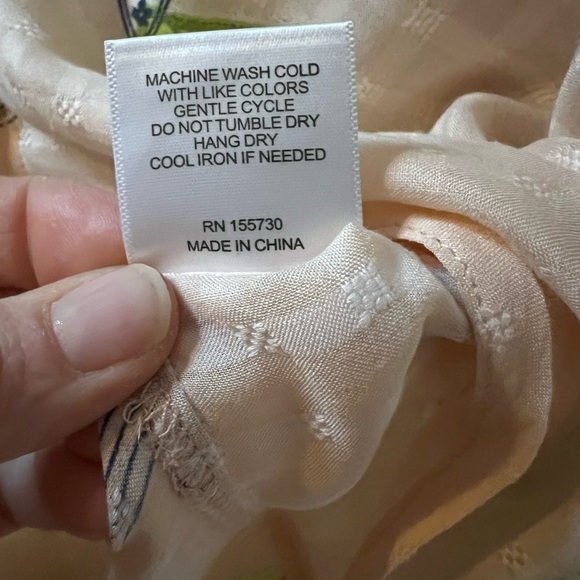 MACHINE WASH COLD
WITH LIKE COLORS
GENTLE CYCLE
DO NOT TUMBLE DRY
HANG DRY
COOL IRON IF NEEDED
RN 155730
MADE IN CHINA